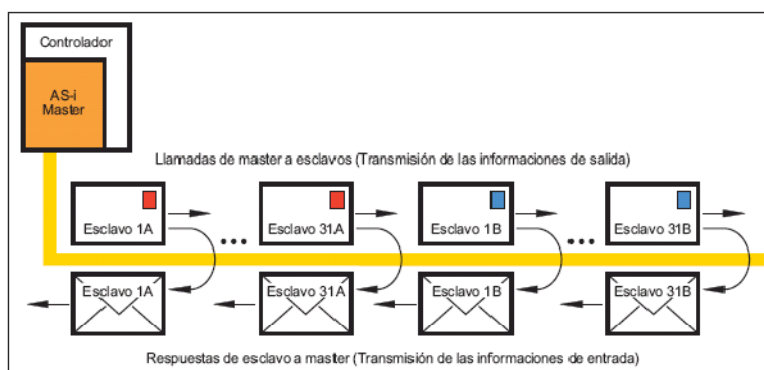 Controlador
AS-i
Master
Llannadas de master a esclavos (Transmisión de las informaciones de salida)
Esclavo 1A
Esclavo 31A
Esclavo 1B
Esclavo 31B
Esclavo 1A
Esclavo 31A
Esclavo 1B
Esclavo 31B
Respuestas de esclavo a master (Transmisión de las informaciones de entrada)